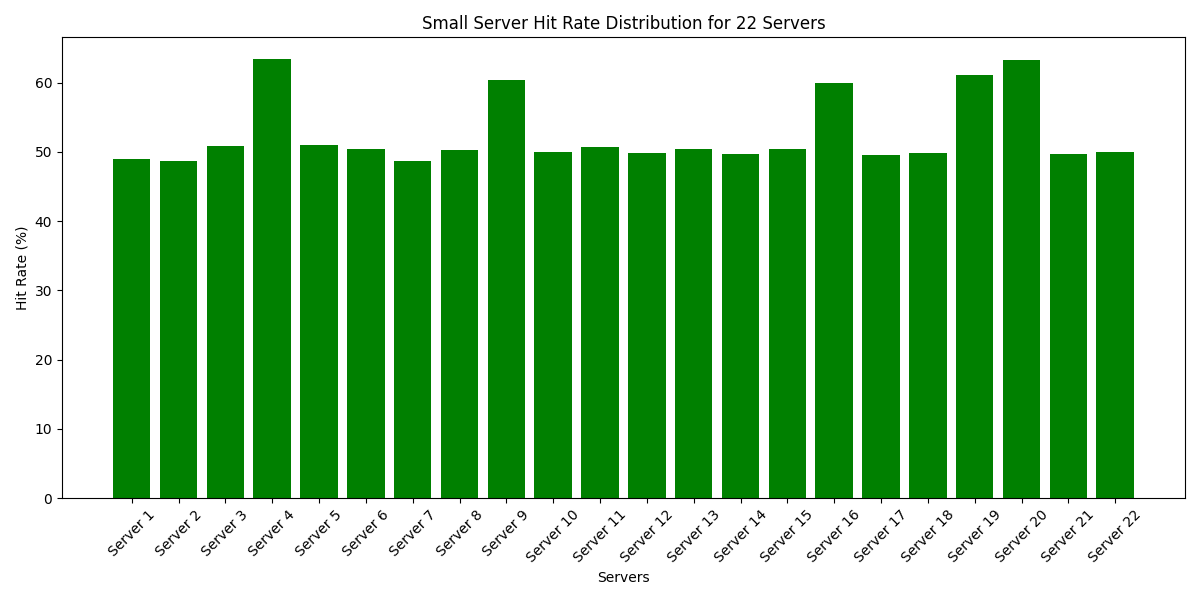 Small Server Hit Rate Distribution for 22 Servers
Hit Rate (%)
60
50
40
30
20
10
0
Server 1
Server 2
Server 3
Server 4
Server 5
Server 6
Server 7
Server 8
Server 9
Server 10
Server 11
Server 12
Server 13
Server 14
Server 15
Server 16
Server 17
Server 18
Server 19
Server 20
Server 21
Server 22
Servers